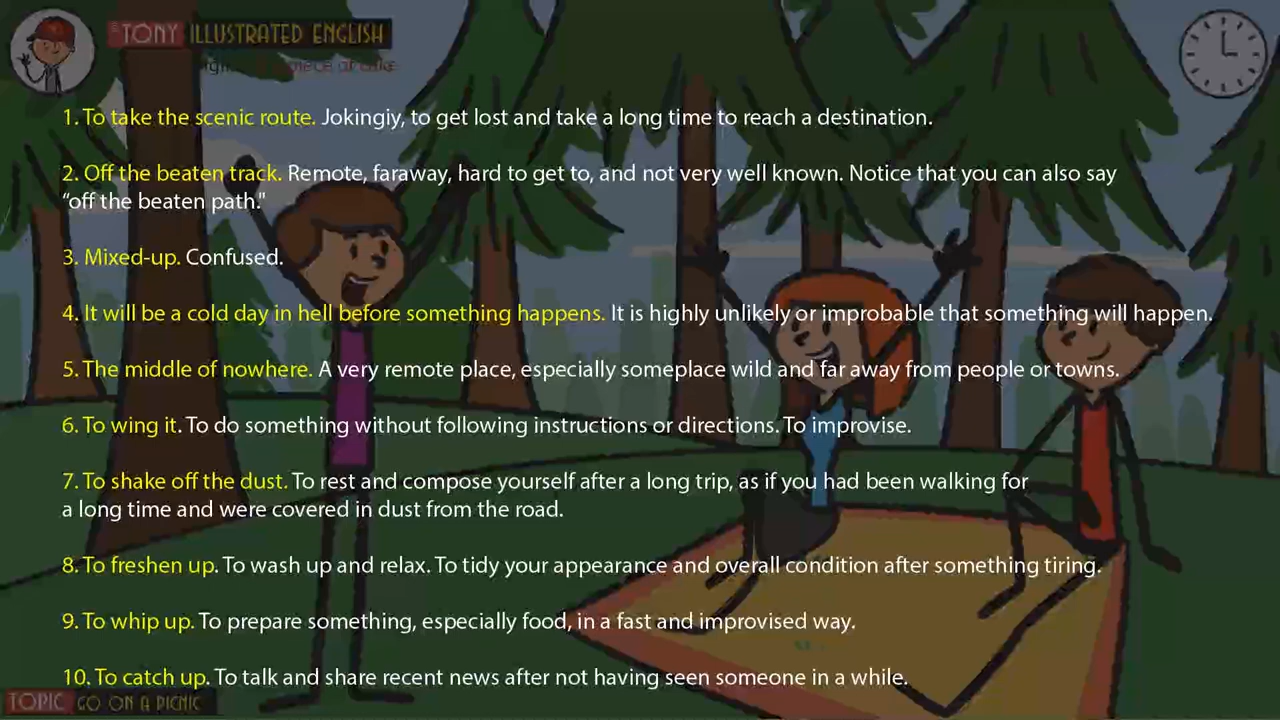 TONY ILLUSTRATED ENGLISH
piece of cake
1. To take the scenic route. Jokingiy, to get lost and take a long time to reach a destination.
2. Off the beaten track. Remote, faraway, hard to get to, and not very well known. Notice that you can also say
“off the beaten path."
3. Mixed-up. Confused.
4. It will be a cold day in hell before something happens. It is highly unlikely or improbable that something will happen.
5. The middle of nowhere. A very remote place, especially someplace wild and far away from people or towns.
6. To wing it. To do something without following instructions or directions. To improvise.
7. To shake off the dust. To rest and compose yourself after a long trip, as if you had been walking for
a long time and were covered in dust from the road.
8. To freshen up. To wash up and relax. To tidy your appearance and overall condition after something tiring.
9. To whip up. To prepare something, especially food, in a fast and improvised way.
10. To catch up. To talk and share recent news after not having seen someone in a while.
TOPIC GO ON A PICNIC